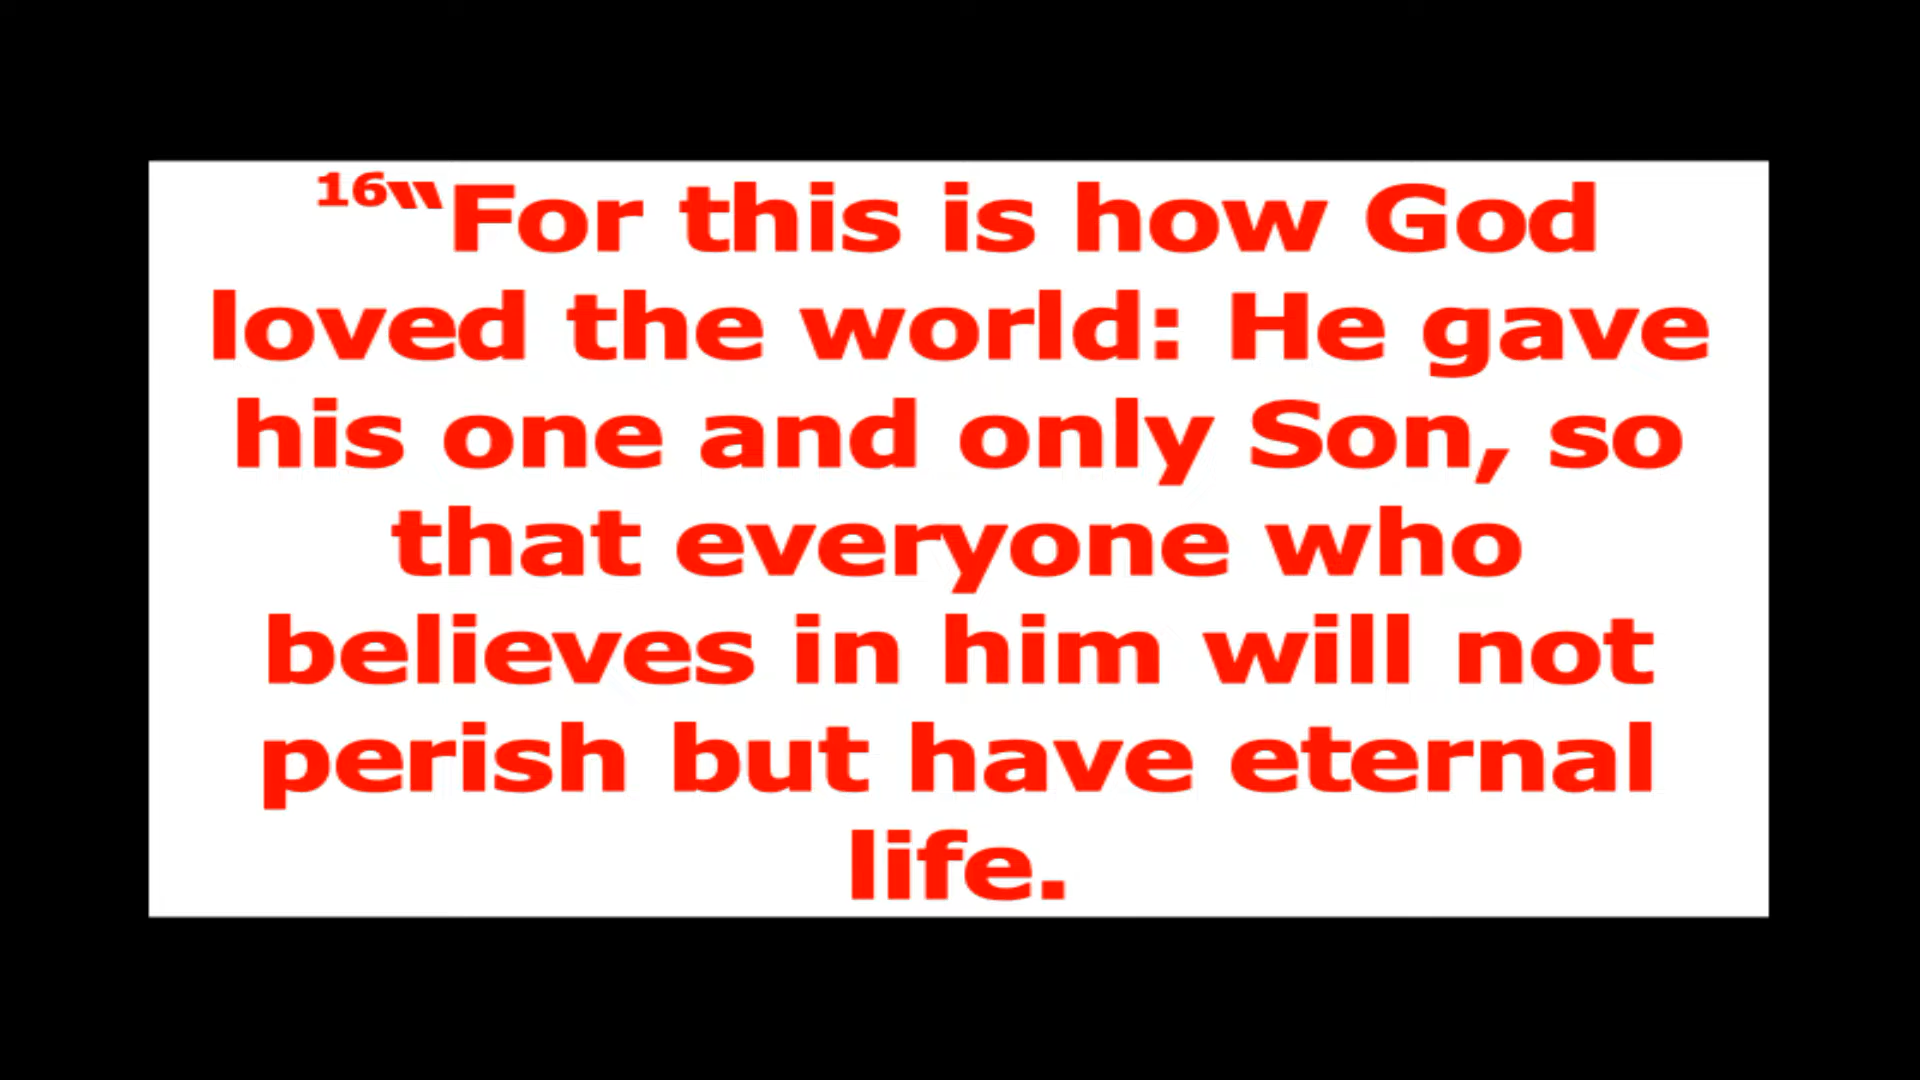 16“For this is how God
loved the world: He gave
his one and only Son, so
that everyone who
believes in him will not
perish but have eternal
life.